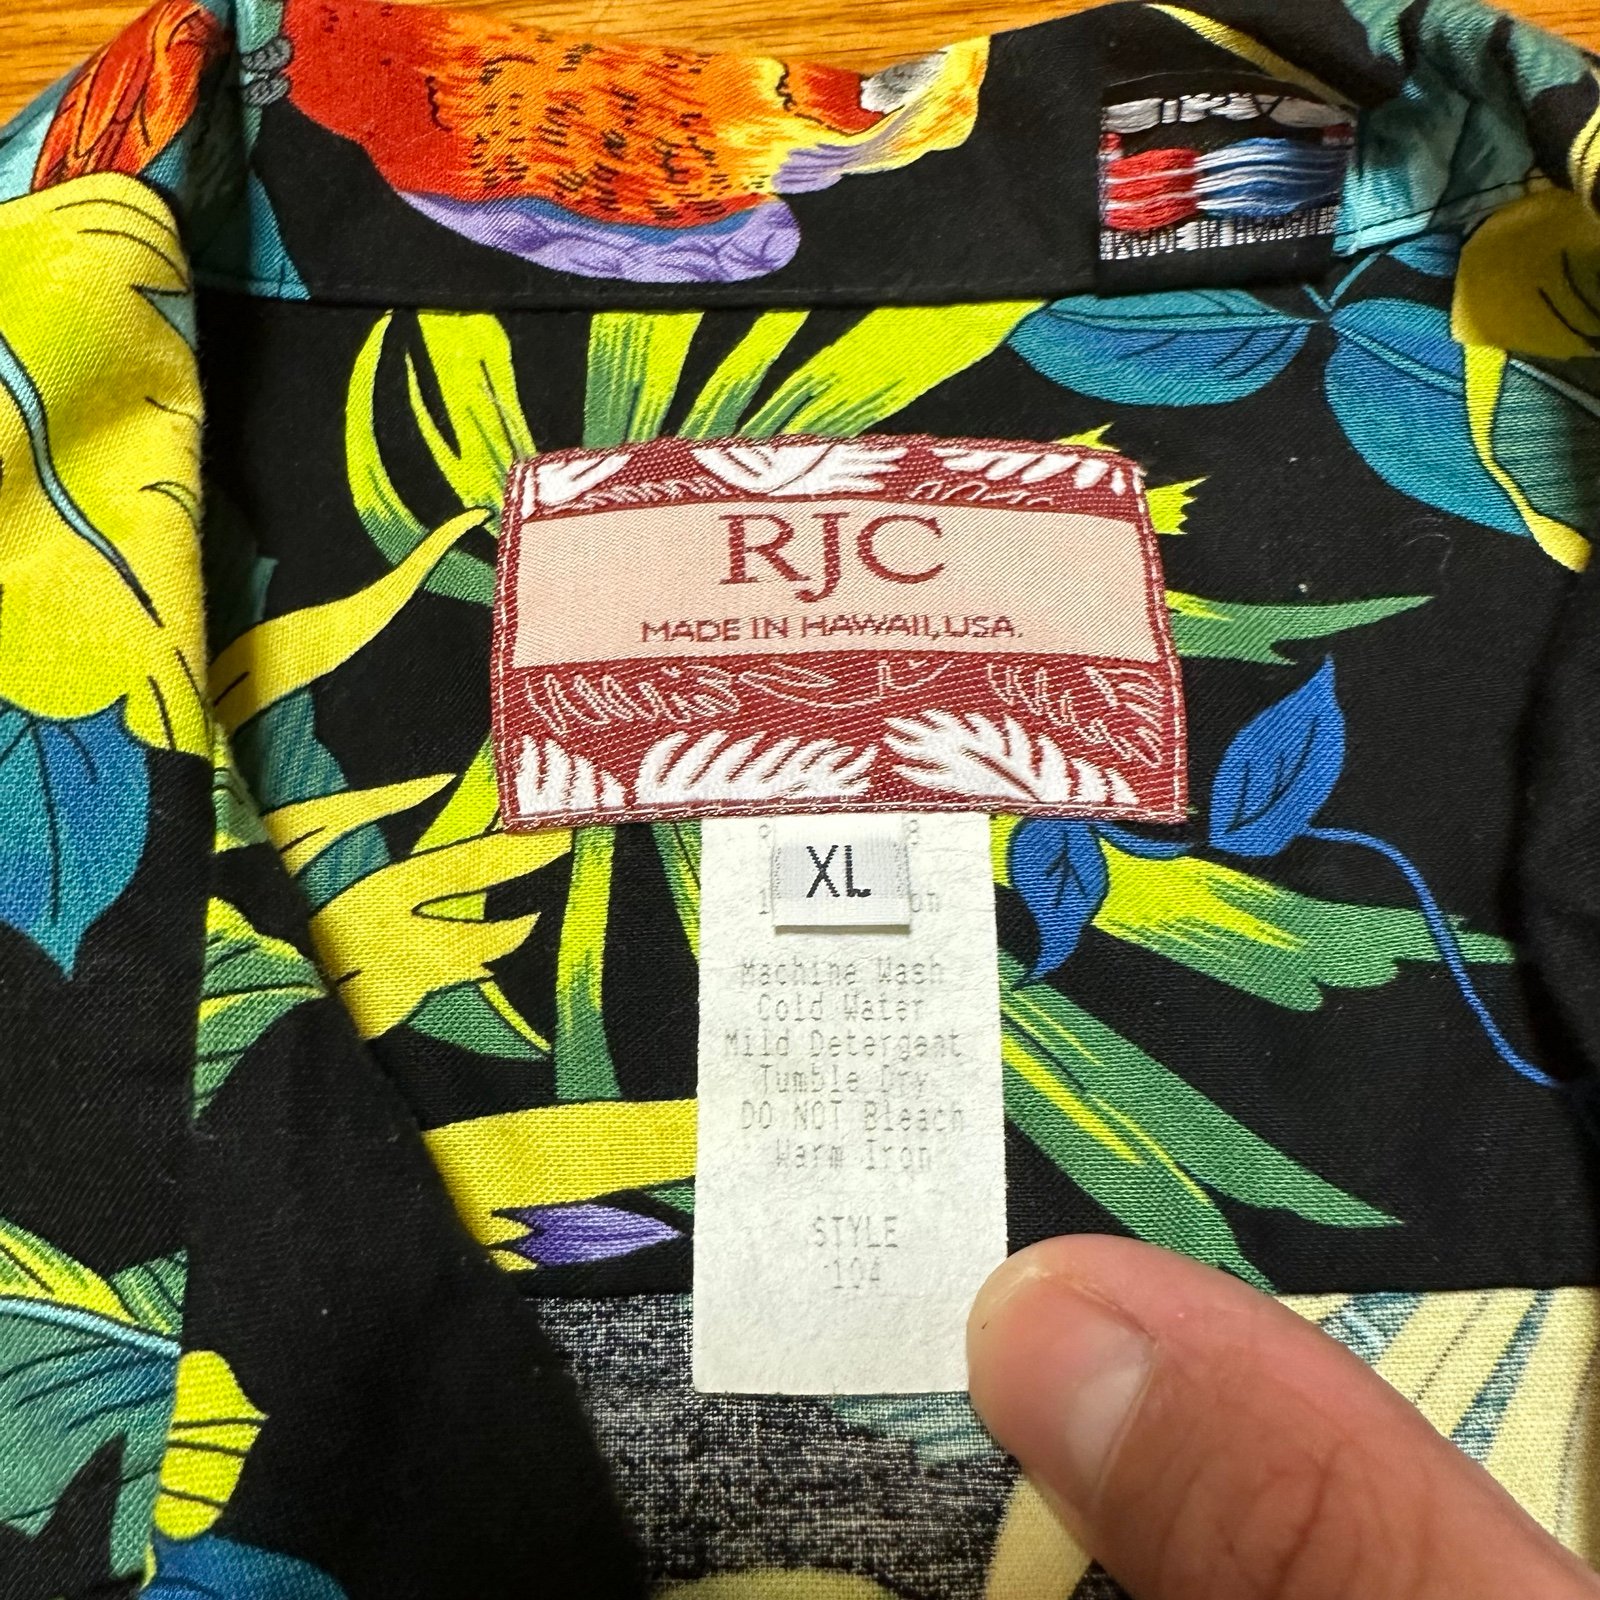 RJC
MADE IN HAWAII, USA.
XL
Machine Wash
Cold Water
Mild Detergent
Tumble Dry
DO NOT Bleach
Warm Iron
STYLE
104